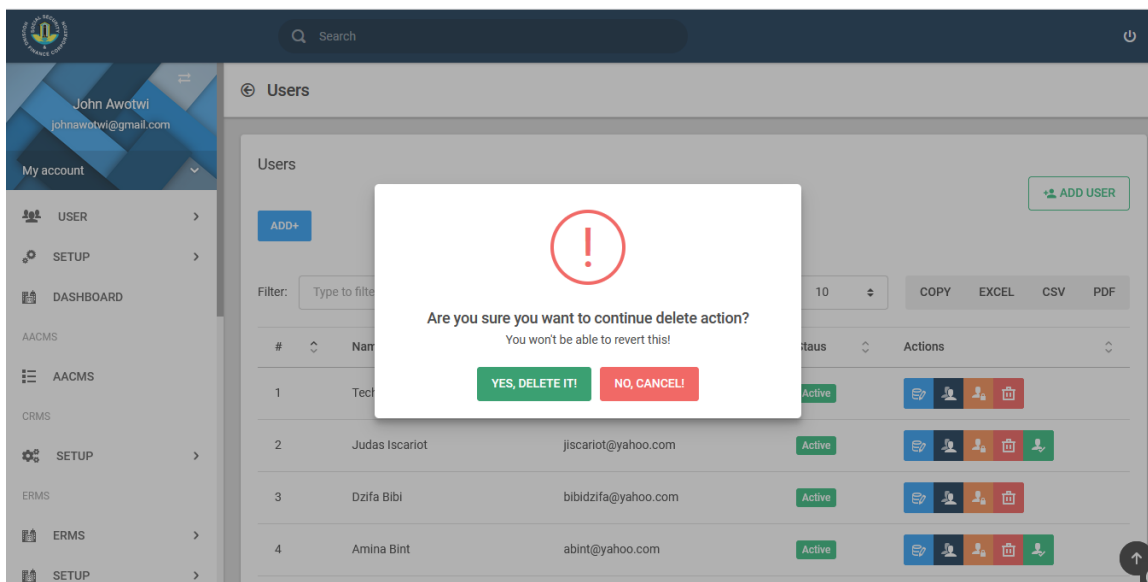 Search
John Awotwi
johnawotwi@gmail.com
My account
USER
SETUP
DASHBOARD
AACMS
AACMS
CRMS
SETUP
ERMS
ERMS
SETUP
Users
Users
ADD USER
ADD+
Filter: Type to filte
10
COPY EXCEL CSV PDF
# Nam Staus Actions
1 Tech Active
2 Judas Iscariot jiscariot@yahoo.com Active
3 Dzifa Bibi bibidzifa@yahoo.com Active
4 Amina Bint abint@yahoo.com Active
Are you sure you want to continue delete action?
You won't be able to revert this!
YES, DELETE IT! NO, CANCEL!